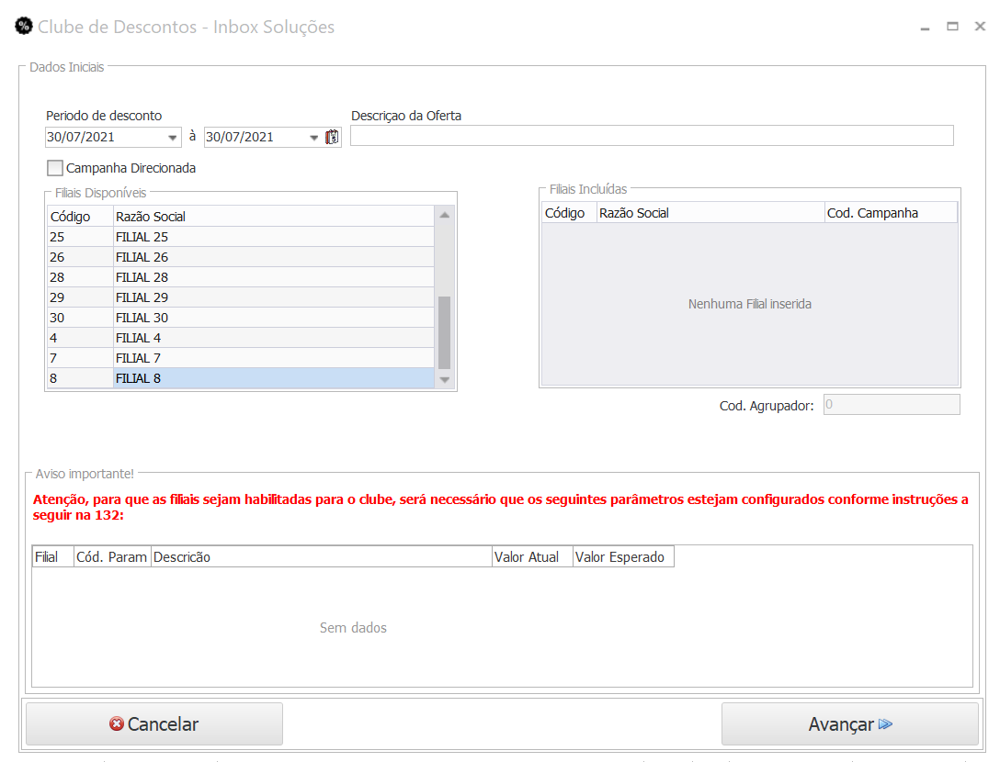 Clube de Descontos - Inbox Soluções
Dados Iniciais
Periodo de desconto
Descriçao da Oferta
30/07/2021 à 30/07/2021
Campanha Direcionada
Filiais Disponíveis
Código Razão Social
25 FILIAL 25
26 FILIAL 26
28 FILIAL 28
29 FILIAL 29
30 FILIAL 30
4 FILIAL 4
7 FILIAL 7
8 FILIAL 8
Filiais Incluídas
Código Razão Social Cod. Campanha
Nenhuma Filial inserida
Cod. Agrupador: 0
Aviso importante!
Atenção, para que as filiais sejam habilitadas para o clube, será necessário que os seguintes parâmetros estejam configurados conforme instruções a
seguir na 132:
Filial Cód. Param Descricão Valor Atual Valor Esperado
Sem dados
Cancelar
Avançar